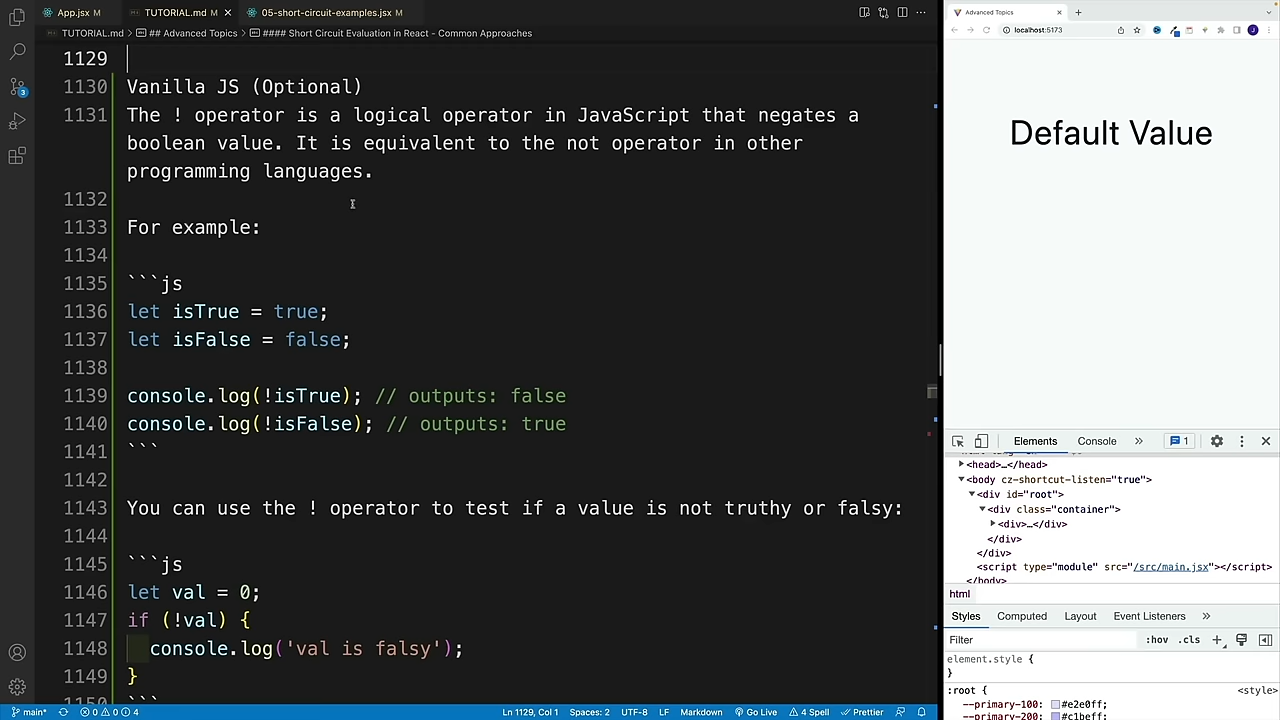 App.jsx M
TUTORIAL.md M
05-short-circuit-examples.jsx M
TUTORIAL.md > ## Advanced Topics > #### Short Circuit Evaluation in React - Common Approaches
1129
1130 Vanilla JS (Optional)
1131 The ! operator is a logical operator in JavaScript that negates a
boolean value. It is equivalent to the not operator in other
programming languages.
1132
1133 For example:
1134
1135 ```js
1136 let isTrue = true;
1137 let isFalse = false;
1138
1139 console.log(!isTrue); // outputs: false
1140 console.log(!isFalse); // outputs: true
1141 ```
1142
1143 You can use the ! operator to test if a value is not truthy or falsy:
1144
1145 ```js
1146 let val = 0;
1147 if (!val) {
1148 console.log('val is falsy');
1149 }
1150 ```
3
main*
0 0 4
Ln 1129, Col 1
Spaces: 2
UTF-8
LF
Markdown
Go Live
4 Spell
Prettier
Advanced Topics
localhost:5173
J
Default Value
Elements
Console
1
<head>…</head>
<body cz-shortcut-listen="true">
<div id="root">
<div class="container">
<div>…</div>
</div>
</div>
<script type="module" src="/src/main.jsx"></script>
</body>
html
Styles
Computed
Layout
Event Listeners
Filter
:hov .cls
element.style {
}
:root { <style>
--primary-100: #e2e0ff;
--primary-200: #c1beff;